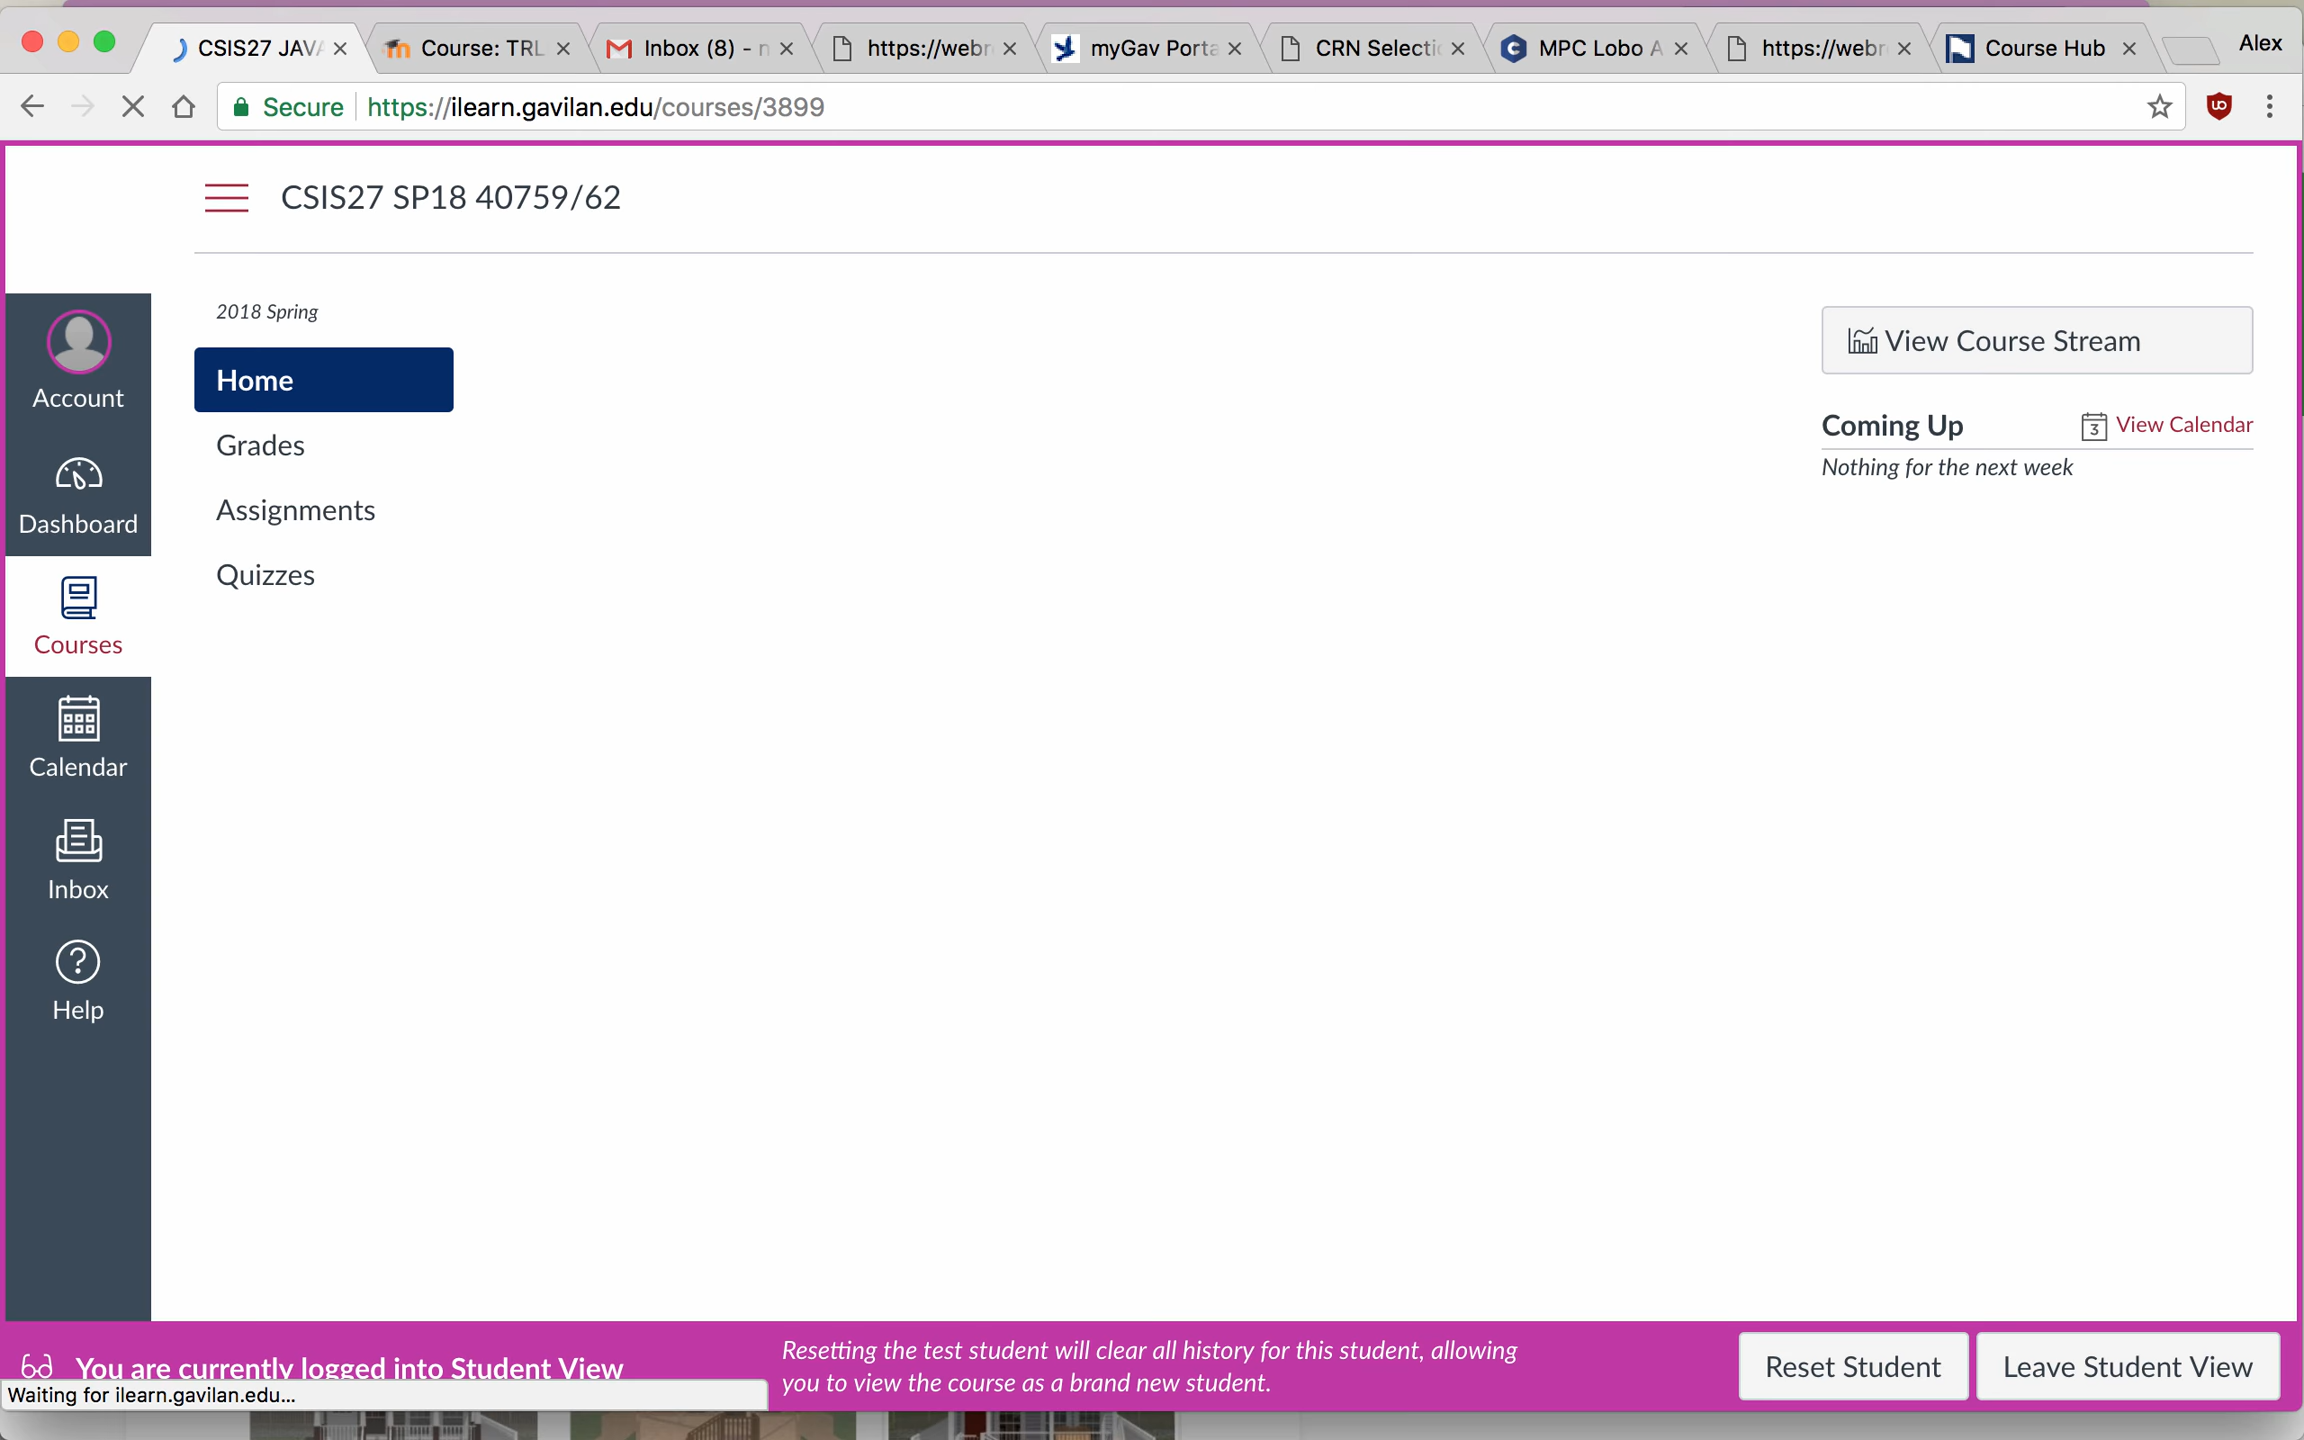 CSIS27 JAVA
Course: TRL
Inbox (8) - n
https://webr
myGav Porta
CRN Selecti
MPC Lobo A
https://webr
Course Hub
Alex
Secure
https://ilearn.gavilan.edu/courses/3899
CSIS27 SP18 40759/62
2018 Spring
Home
Grades
Assignments
Quizzes
Account
Dashboard
Courses
Calendar
Inbox
Help
View Course Stream
Coming Up
3 View Calendar
Nothing for the next week
You are currently logged into Student View
Waiting for ilearn.gavilan.edu...
Resetting the test student will clear all history for this student, allowing
you to view the course as a brand new student.
Reset Student
Leave Student View